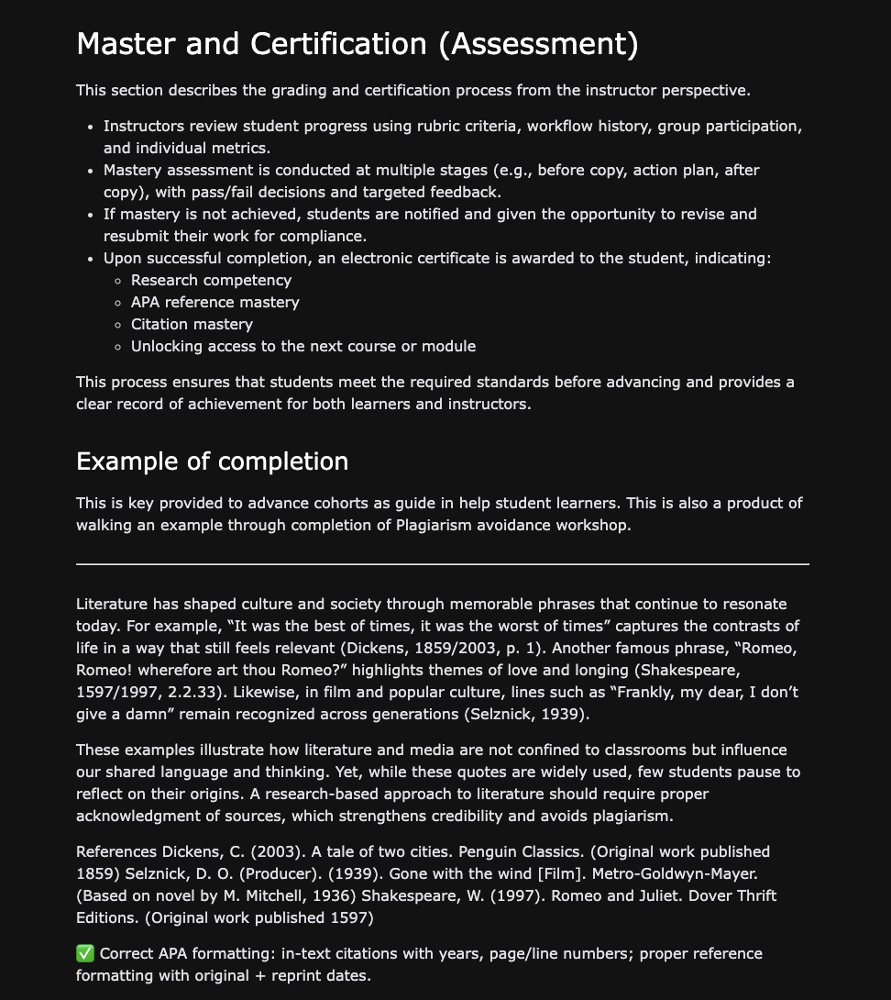 Master and Certification (Assessment)
This section describes the grading and certification process from the instructor perspective.
• Instructors review student progress using rubric criteria, workflow history, group participation,
and individual metrics.
• Mastery assessment is conducted at multiple stages (e.g., before copy, action plan, after
copy), with pass/fail decisions and targeted feedback.
• If mastery is not achieved, students are notified and given the opportunity to revise and
resubmit their work for compliance.
• Upon successful completion, an electronic certificate is awarded to the student, indicating:
◦ Research competency
◦ APA reference mastery
◦ Citation mastery
◦ Unlocking access to the next course or module
This process ensures that students meet the required standards before advancing and provides a
clear record of achievement for both learners and instructors.
Example of completion
This is key provided to advance cohorts as guide in help student learners. This is also a product of
walking an example through completion of Plagiarism avoidance workshop.
Literature has shaped culture and society through memorable phrases that continue to resonate
today. For example, “It was the best of times, it was the worst of times” captures the contrasts of
life in a way that still feels relevant (Dickens, 1859/2003, p. 1). Another famous phrase, “Romeo,
Romeo! wherefore art thou Romeo?” highlights themes of love and longing (Shakespeare,
1597/1997, 2.2.33). Likewise, in film and popular culture, lines such as “Frankly, my dear, I don’t
give a damn” remain recognized across generations (Selznick, 1939).
These examples illustrate how literature and media are not confined to classrooms but influence
our shared language and thinking. Yet, while these quotes are widely used, few students pause to
reflect on their origins. A research-based approach to literature should require proper
acknowledgment of sources, which strengthens credibility and avoids plagiarism.
References Dickens, C. (2003). A tale of two cities. Penguin Classics. (Original work published
1859) Selznick, D. O. (Producer). (1939). Gone with the wind [Film]. Metro-Goldwyn-Mayer.
(Based on novel by M. Mitchell, 1936) Shakespeare, W. (1997). Romeo and Juliet. Dover Thrift
Editions. (Original work published 1597)
✅ Correct APA formatting: in-text citations with years, page/line numbers; proper reference
formatting with original + reprint dates.